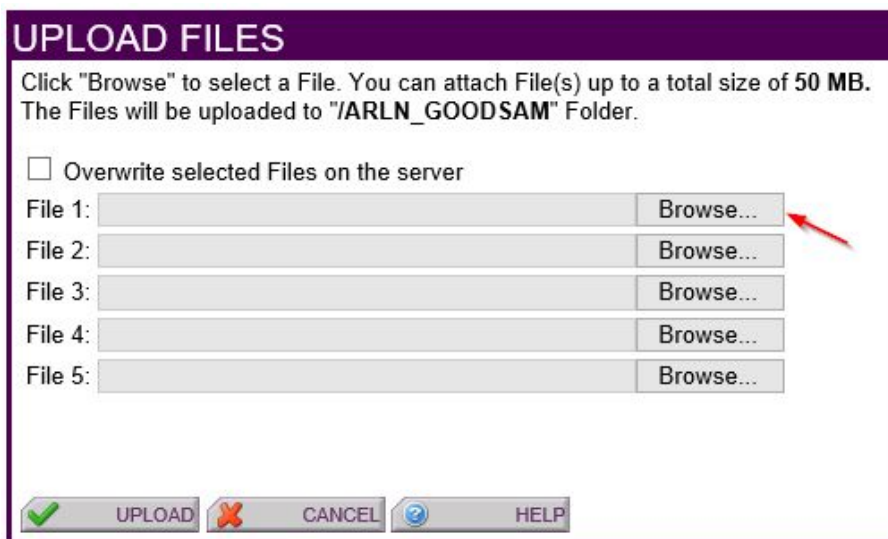 UPLOAD FILES
Click "Browse" to select a File. You can attach File(s) up to a total size of 50 MB.
The Files will be uploaded to "/ARLN_GOODSAM" Folder.
Overwrite selected Files on the server
File 1: Browse...
File 2: Browse...
File 3: Browse...
File 4: Browse...
File 5: Browse...
UPLOAD CANCEL HELP